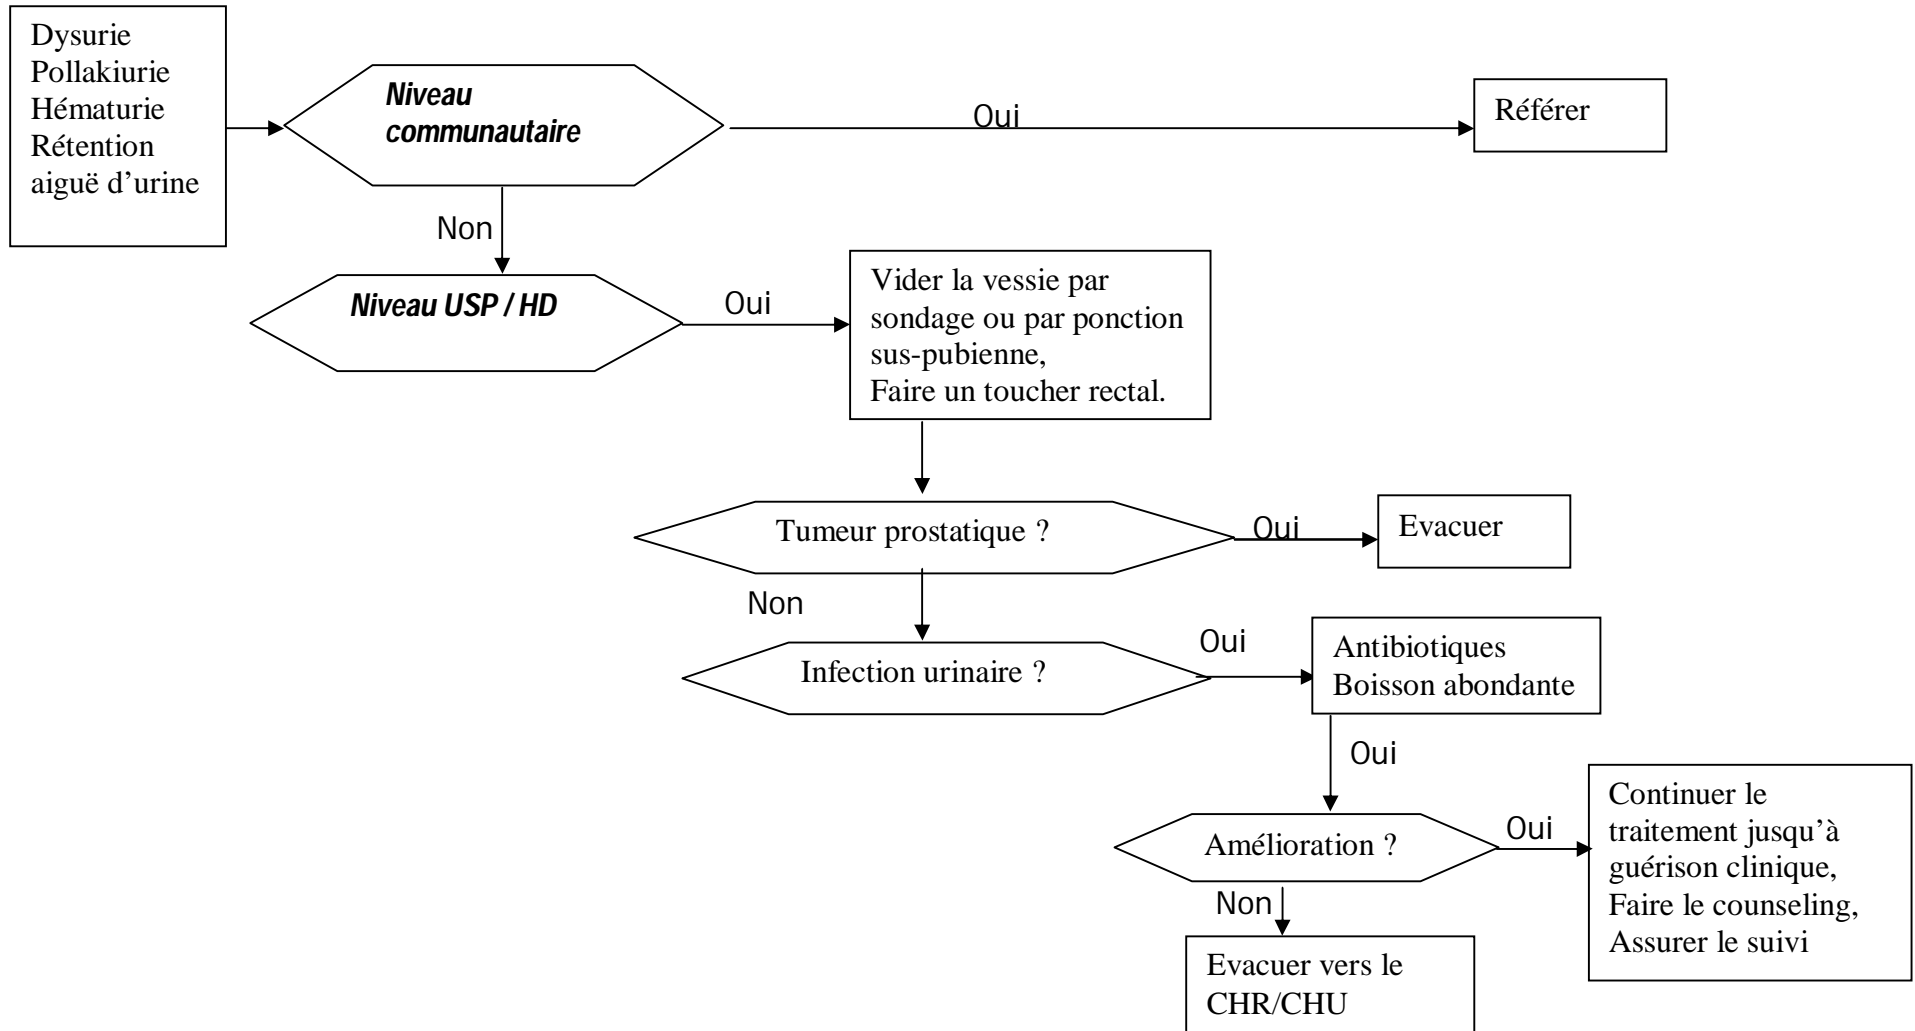 Dysurie
Pollakiurie
Hématurie
Rétention
aiguë d’urine
Niveau
communautaire
Oui
Référer
Non
Niveau USP / HD
Oui
Vider la vessie par
sondage ou par ponction
sus-pubienne,
Faire un toucher rectal.
Tumeur prostatique ?
Oui
Evacuer
Non
Infection urinaire ?
Oui
Antibiotiques
Boisson abondante
Oui
Amélioration ?
Oui
Continuer le
traitement jusqu’à
guérison clinique,
Faire le counseling,
Assurer le suivi
Non
Evacuer vers le
CHR/CHU